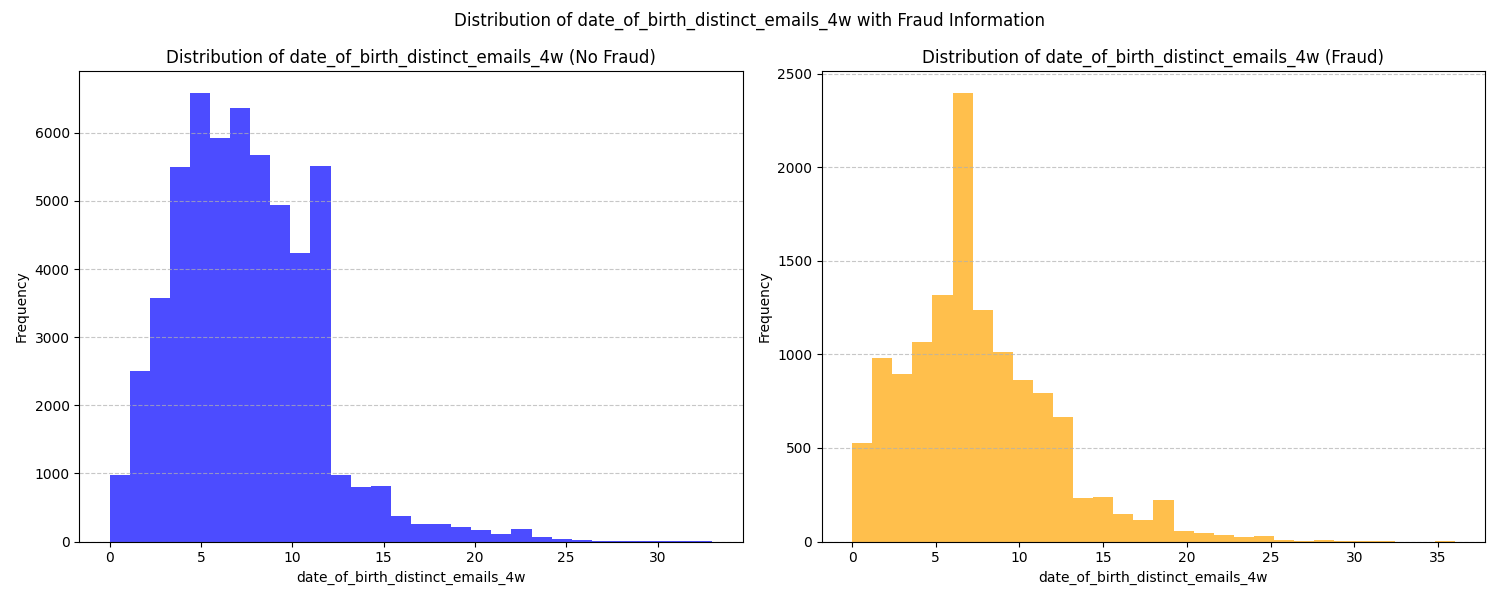 Distribution of date_of_birth_distinct_emails_4w with Fraud Information
Distribution of date_of_birth_distinct_emails_4w (No Fraud)
Frequency
6000
5000
4000
3000
2000
1000
0
0 5 10 15 20 25 30
date_of_birth_distinct_emails_4w
Distribution of date_of_birth_distinct_emails_4w (Fraud)
Frequency
2500
2000
1500
1000
500
0
0 5 10 15 20 25 30 35
date_of_birth_distinct_emails_4w